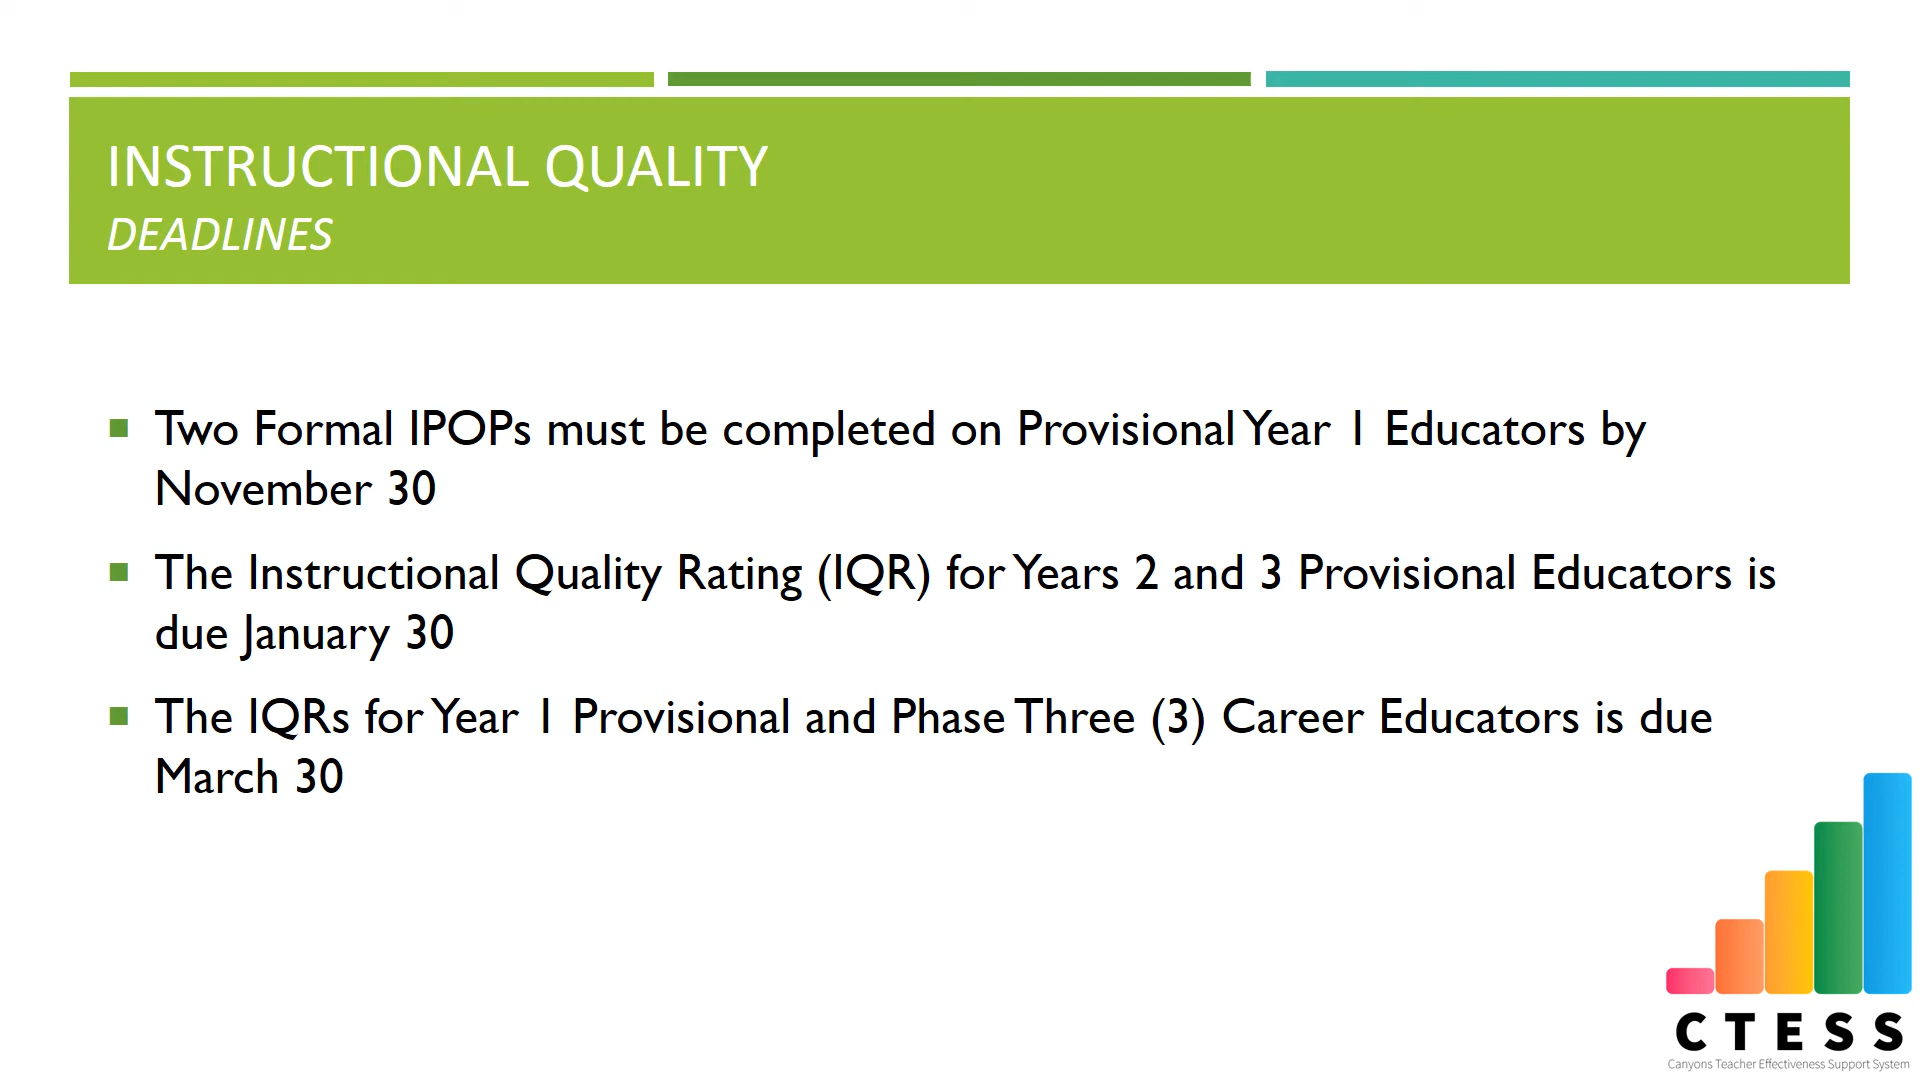 INSTRUCTIONAL QUALITY
DEADLINES
Two Formal IPOPs must be completed on Provisional Year 1 Educators by
November 30
The Instructional Quality Rating (IQR) for Years 2 and 3 Provisional Educators is
due January 30
The IQRs for Year 1 Provisional and Phase Three (3) Career Educators is due
March 30
CTESS
Canyons Teacher Effectiveness Support System